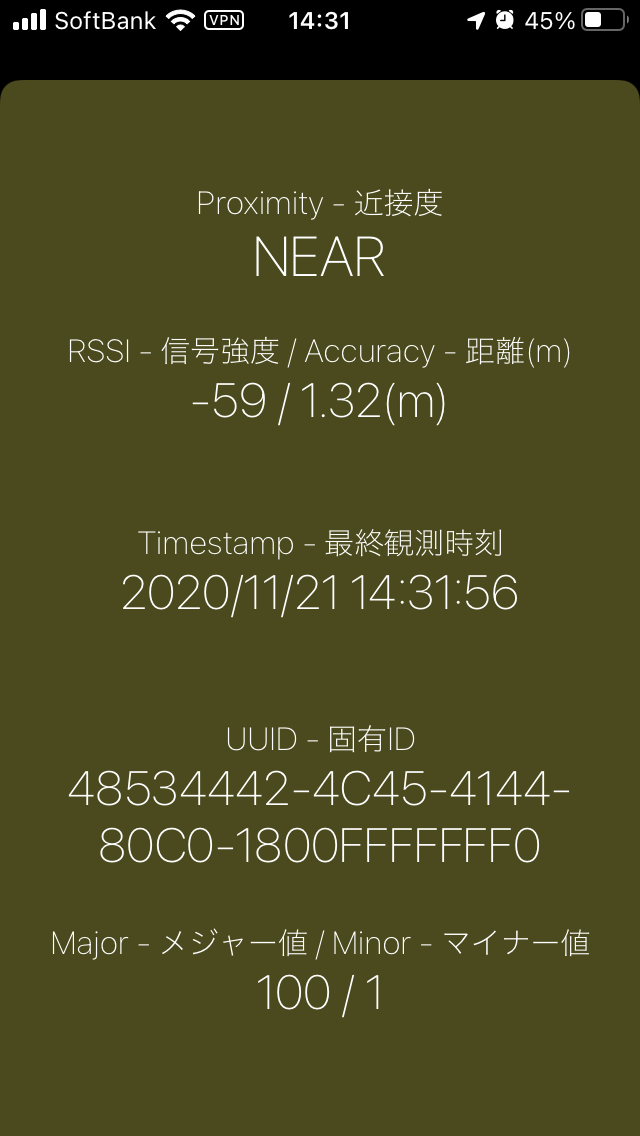 SoftBank VPN 14:31 45%
Proximity - 近接度
NEAR
RSSI - 信号強度 / Accuracy - 距離(m)
-59 / 1.32(m)
Timestamp - 最終観測時刻
2020/11/21 14:31:56
UUID - 固有ID
48534442-4C45-4144-
80C0-1800FFFFFFF0
Major - メジャー値 / Minor - マイナー値
100 / 1